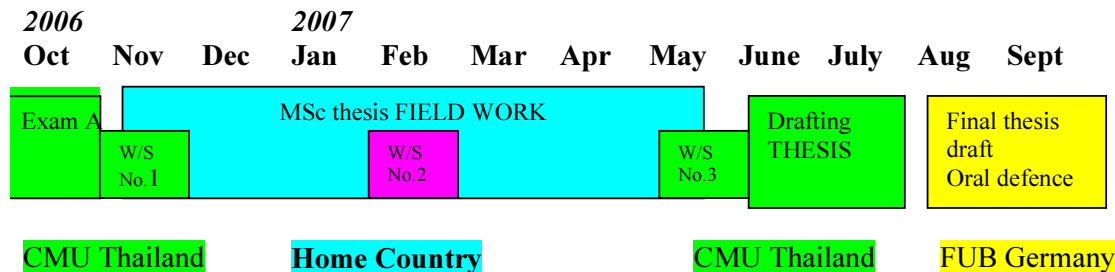 2006 2007
Oct Nov Dec Jan Feb Mar Apr May June July Aug Sept
Exam A
MSc thesis FIELD WORK
W/S
No.1
W/S
No.2
W/S
No.3
Drafting
THESIS
Final thesis
draft
Oral defence
CMU Thailand Home Country CMU Thailand FUB Germany